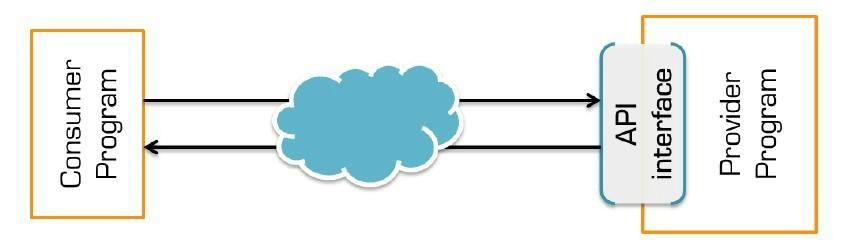 Consumer
Program
API
interface
Provider
Program